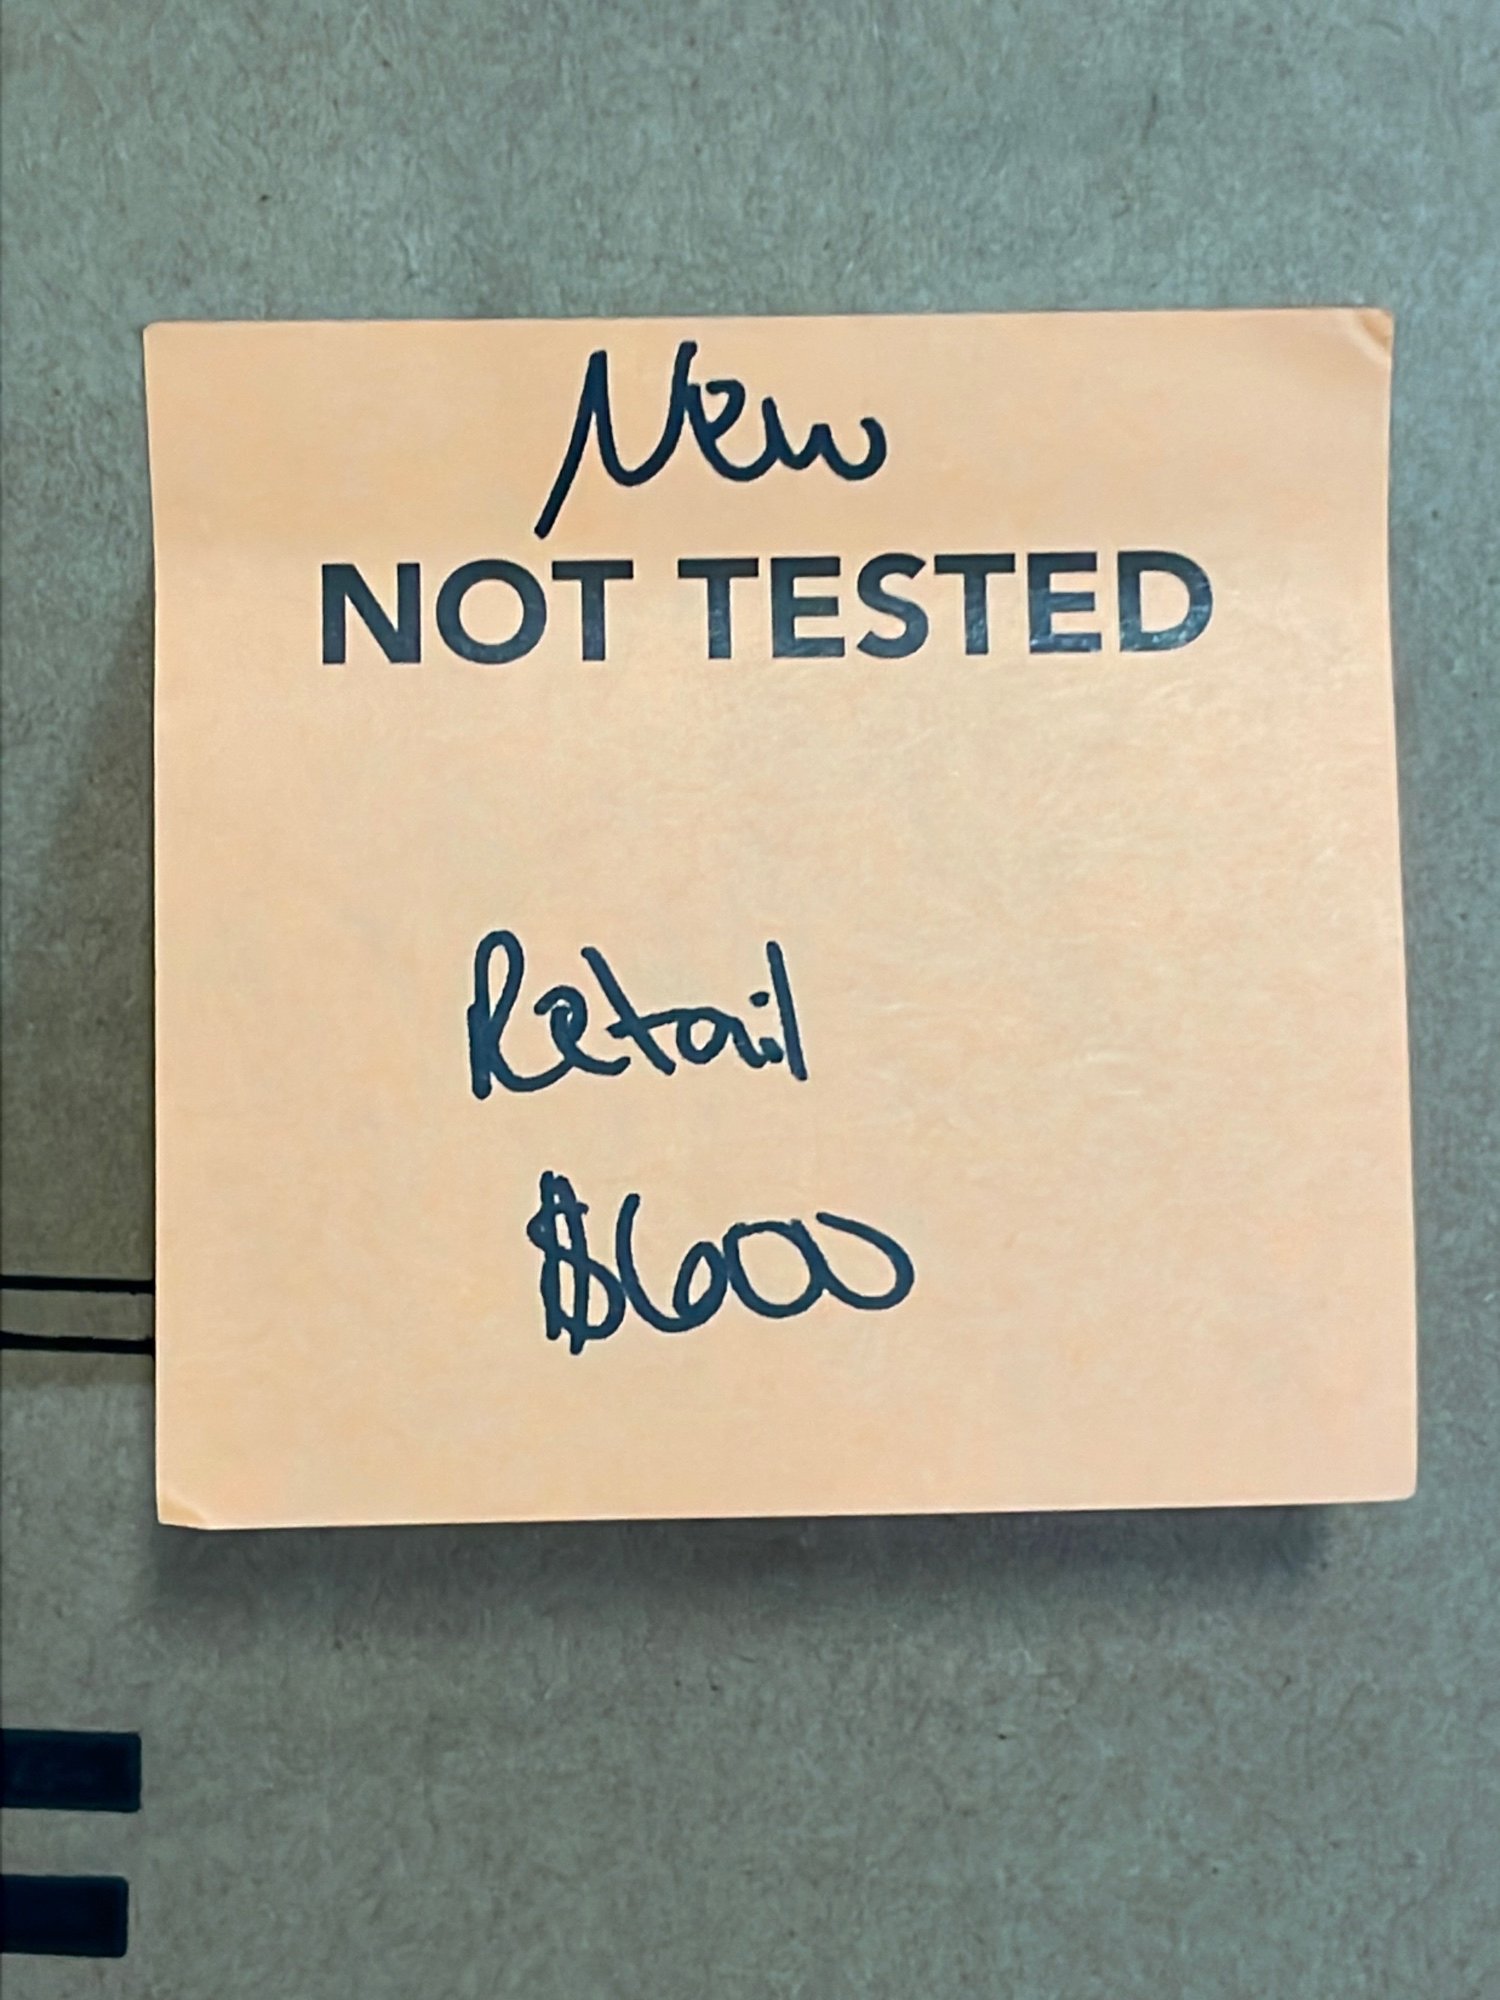 New
NOT TESTED
Retail
$600